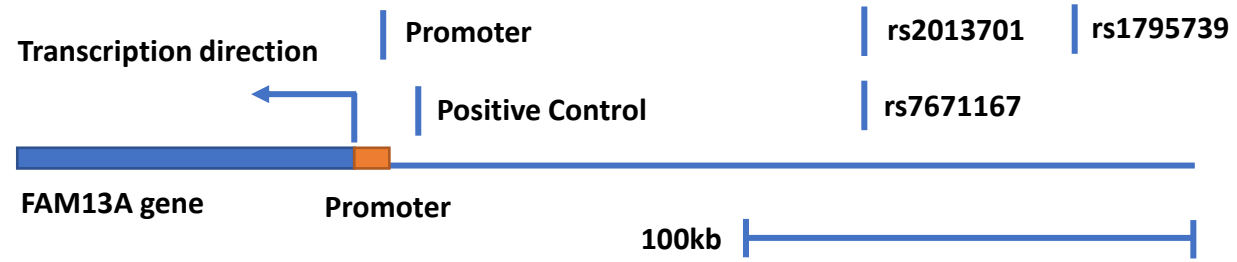 Promoter
rs2013701
rs1795739
Transcription direction
Positive Control
rs7671167
FAM13A gene
Promoter
100kb